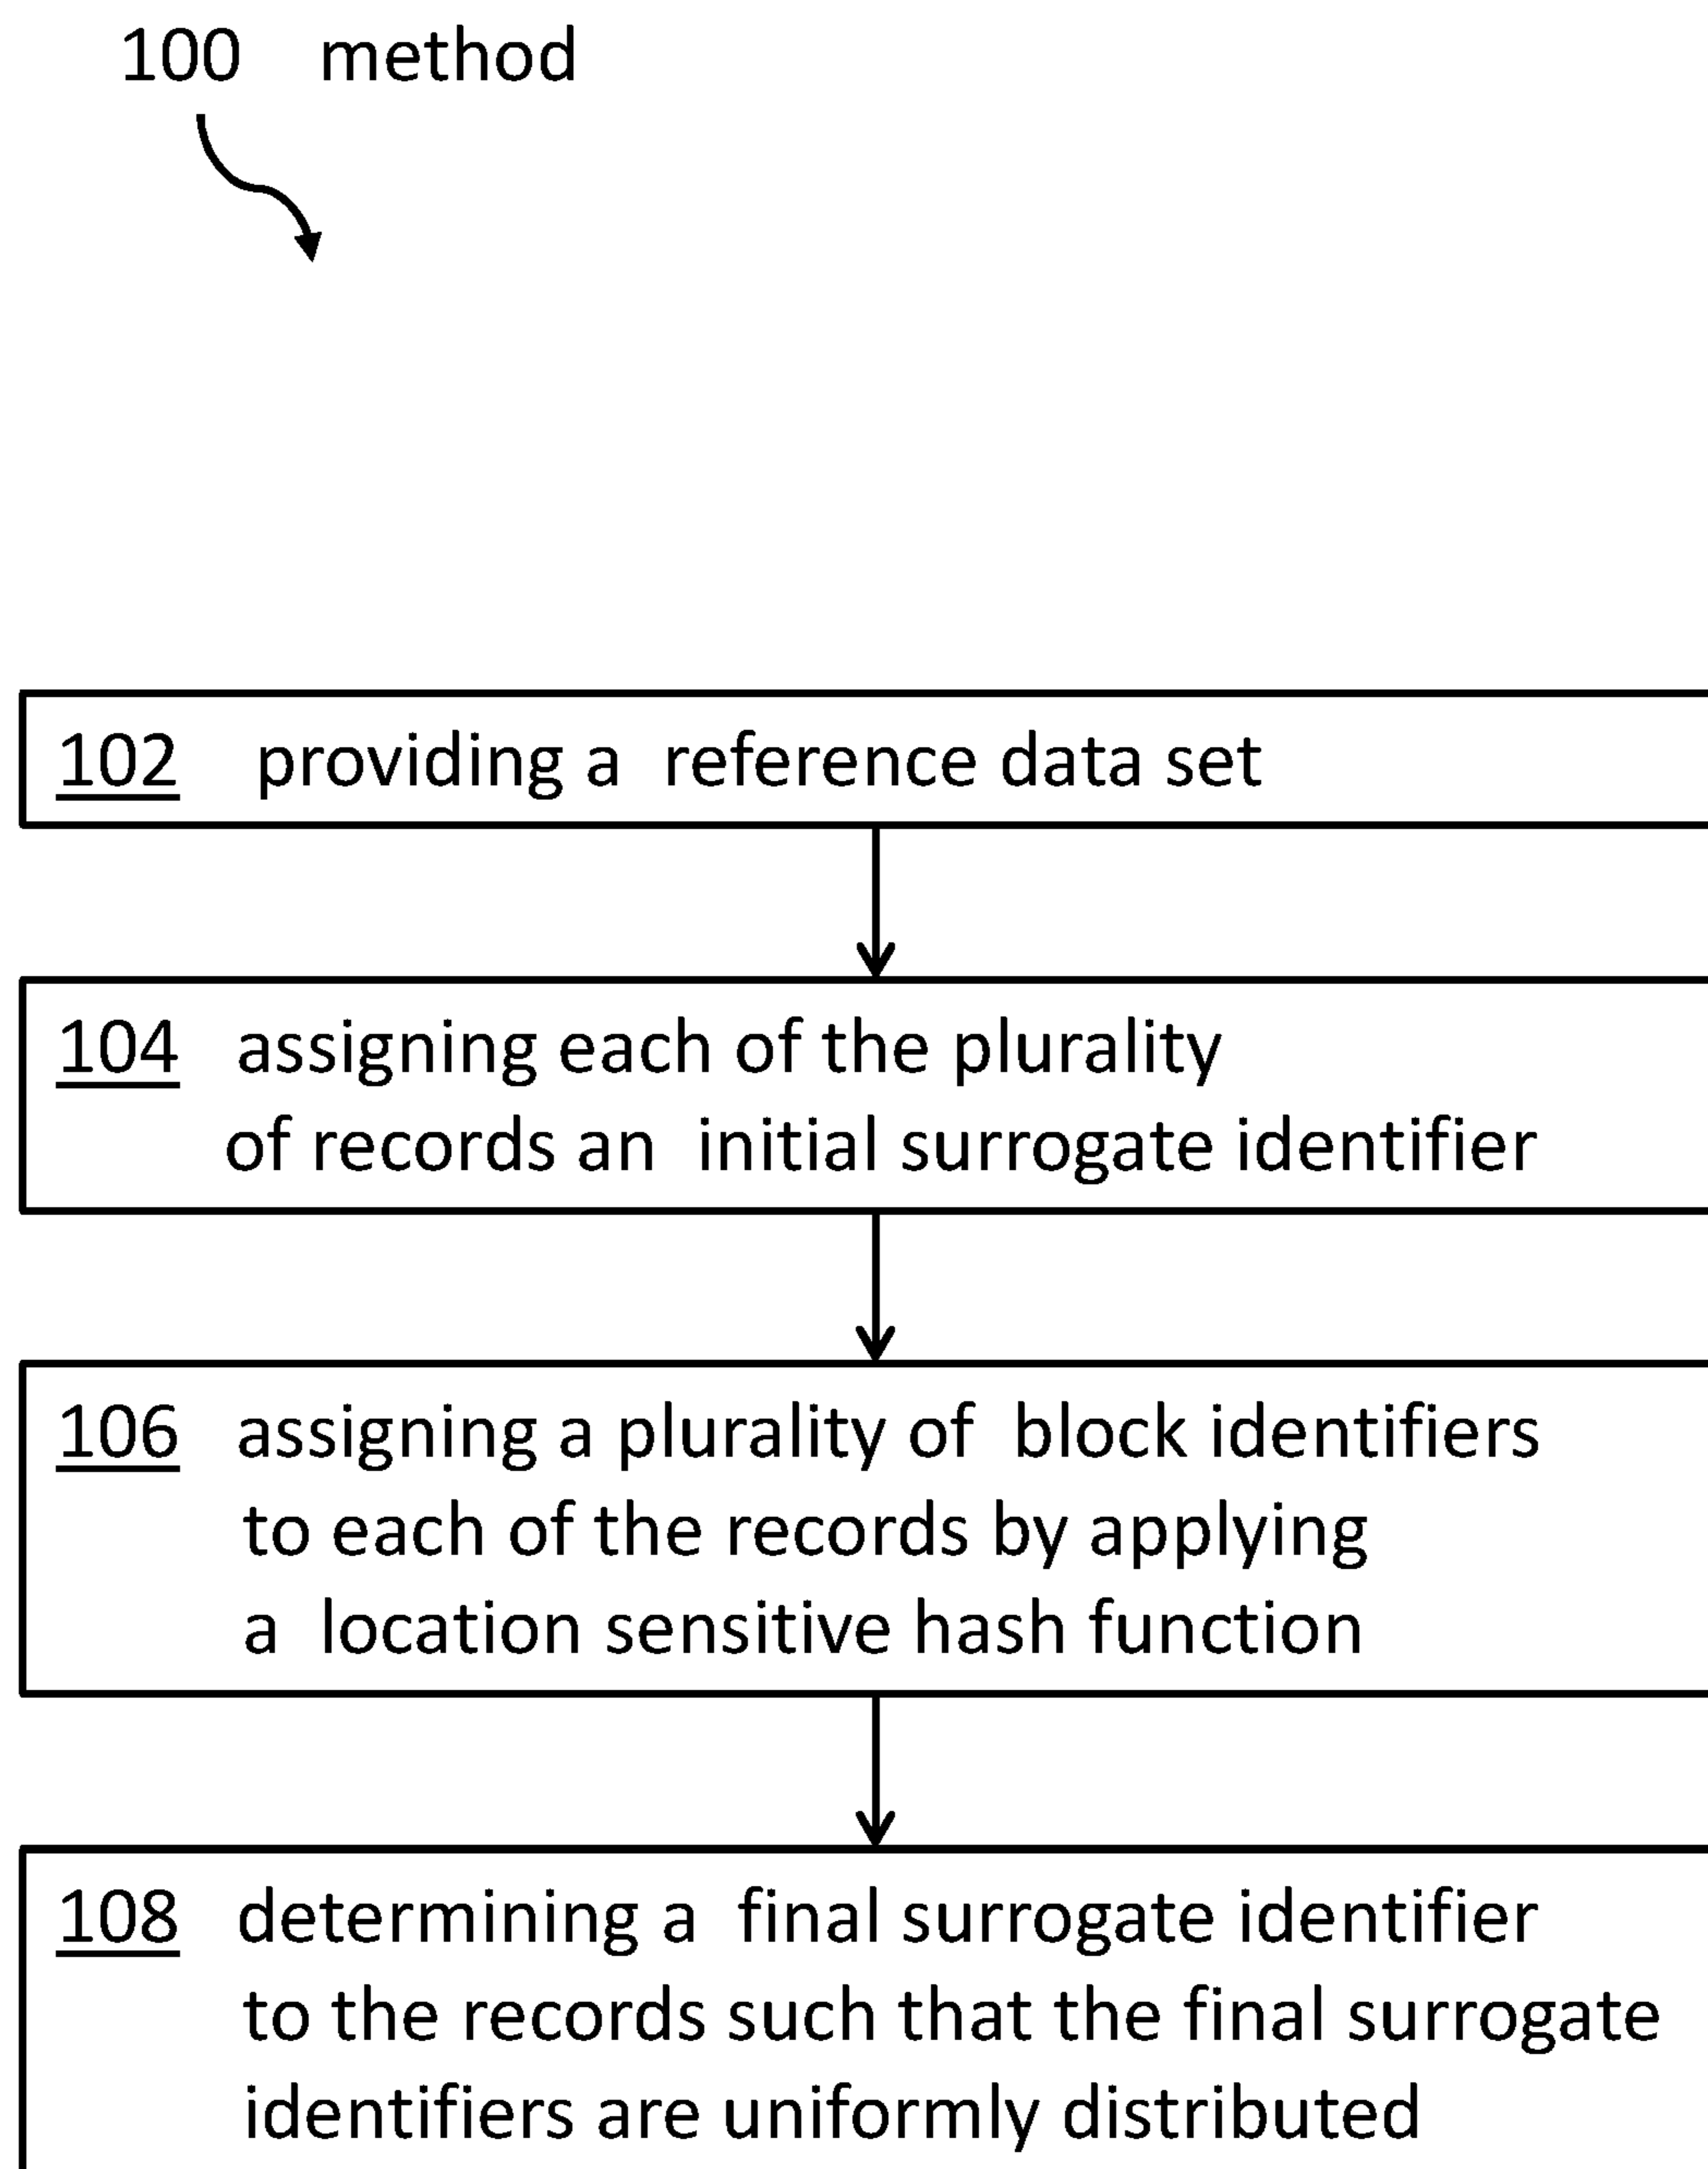 100 method
102 providing a reference data set
104 assigning each of the plurality
of records an initial surrogate identifier
106 assigning a plurality of block identifiers
to each of the records by applying
a location sensitive hash function
108 determining a final surrogate identifier
to the records such that the final surrogate
identifiers are uniformly distributed